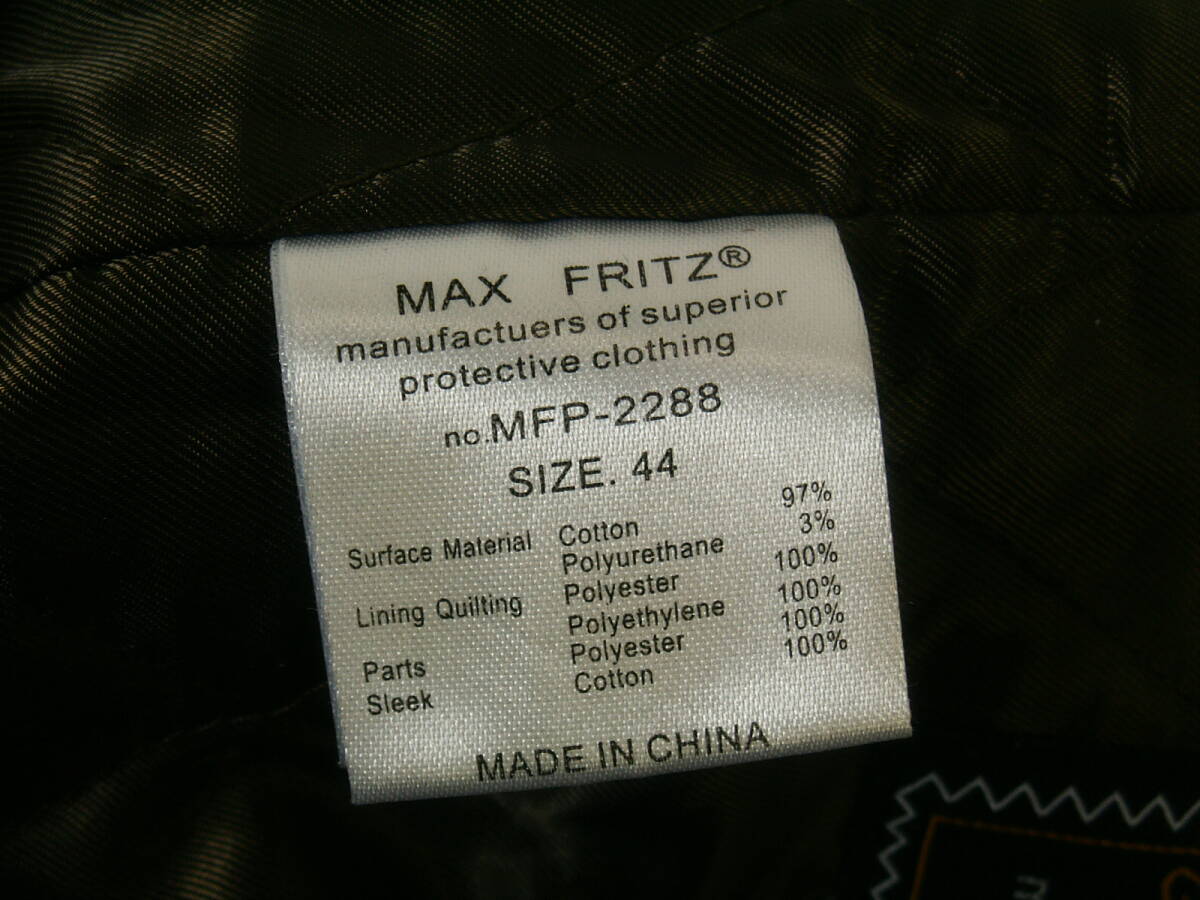 MAX FRITZ®
manufactuers of superior
protective clothing
no.MFP-2288
SIZE. 44
Surface Material Cotton 97%
Polyurethane 3%
Lining Quilting Polyester 100%
Polyethylene 100%
Parts Polyester 100%
Sleek Cotton 100%
MADE IN CHINA